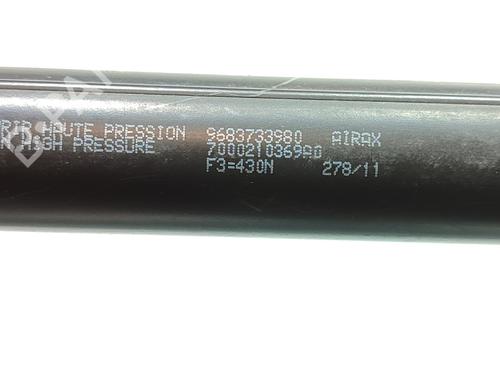 HAUTE PRESSION 9683733980 AIRAX
HIGH PRESSURE 7000210369A0
F3=430N 278/11